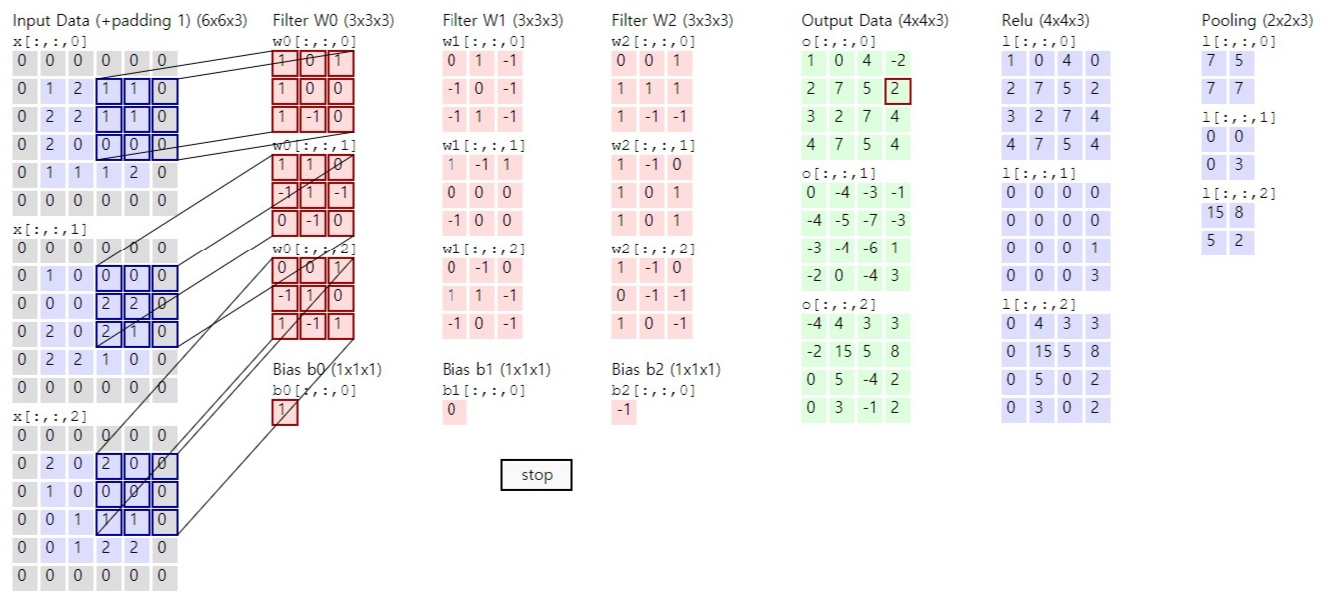 Input Data (+padding 1) (6x6x3)
x[:,:,0]
0 0 0 0 0 0
0 1 2 1 1 0
0 2 2 1 1 0
0 2 0 0 0 0
0 1 1 1 2 0
0 0 0 0 0 0
x[:,:,1]
0 0 0 0 0 0
0 1 0 0 0 0
0 0 0 2 2 0
0 2 0 2 1 0
0 2 2 1 0 0
0 0 0 0 0 0
x[:,:,2]
0 0 0 0 0 0
0 2 0 2 0 0
0 1 0 0 0 0
0 0 1 1 1 0
0 0 1 2 2 0
0 0 0 0 0 0
Filter W0 (3x3x3)
w0[:,:,0]
1 0 1
1 0 0
1 -1 0
w0[:,:,1]
1 1 0
-1 1 -1
0 -1 0
w0[:,:,2]
0 0 1
-1 1 0
1 -1 1
Bias b0 (1x1x1)
b0[:,:,0]
1
Filter W1 (3x3x3)
w1[:,:,0]
0 1 -1
-1 0 -1
-1 1 -1
w1[:,:,1]
1 -1 1
0 0 0
-1 0 0
w1[:,:,2]
0 -1 0
1 1 -1
-1 0 -1
Bias b1 (1x1x1)
b1[:,:,0]
0
Filter W2 (3x3x3)
w2[:,:,0]
0 0 1
1 1 1
1 -1 -1
w2[:,:,1]
1 -1 0
1 0 1
1 0 1
w2[:,:,2]
1 -1 0
0 -1 -1
1 0 -1
Bias b2 (1x1x1)
b2[:,:,0]
-1
stop
Output Data (4x4x3)
o[:,:,0]
1 0 4 -2
2 7 5 2
3 2 7 4
4 7 5 4
o[:,:,1]
0 -4 -3 -1
-4 -5 -7 -3
-3 -4 -6 1
-2 0 -4 3
o[:,:,2]
-4 4 3 3
-2 15 5 8
0 5 -4 2
0 3 -1 2
Relu (4x4x3)
l[:,:,0]
1 0 4 0
2 7 5 2
3 2 7 4
4 7 5 4
l[:,:,1]
0 0 0 0
0 0 0 0
0 0 0 1
0 0 0 3
l[:,:,2]
0 4 3 3
0 15 5 8
0 5 0 2
0 3 0 2
Pooling (2x2x3)
l[:,:,0]
7 5
7 7
l[:,:,1]
0 0
0 3
l[:,:,2]
15 8
5 2